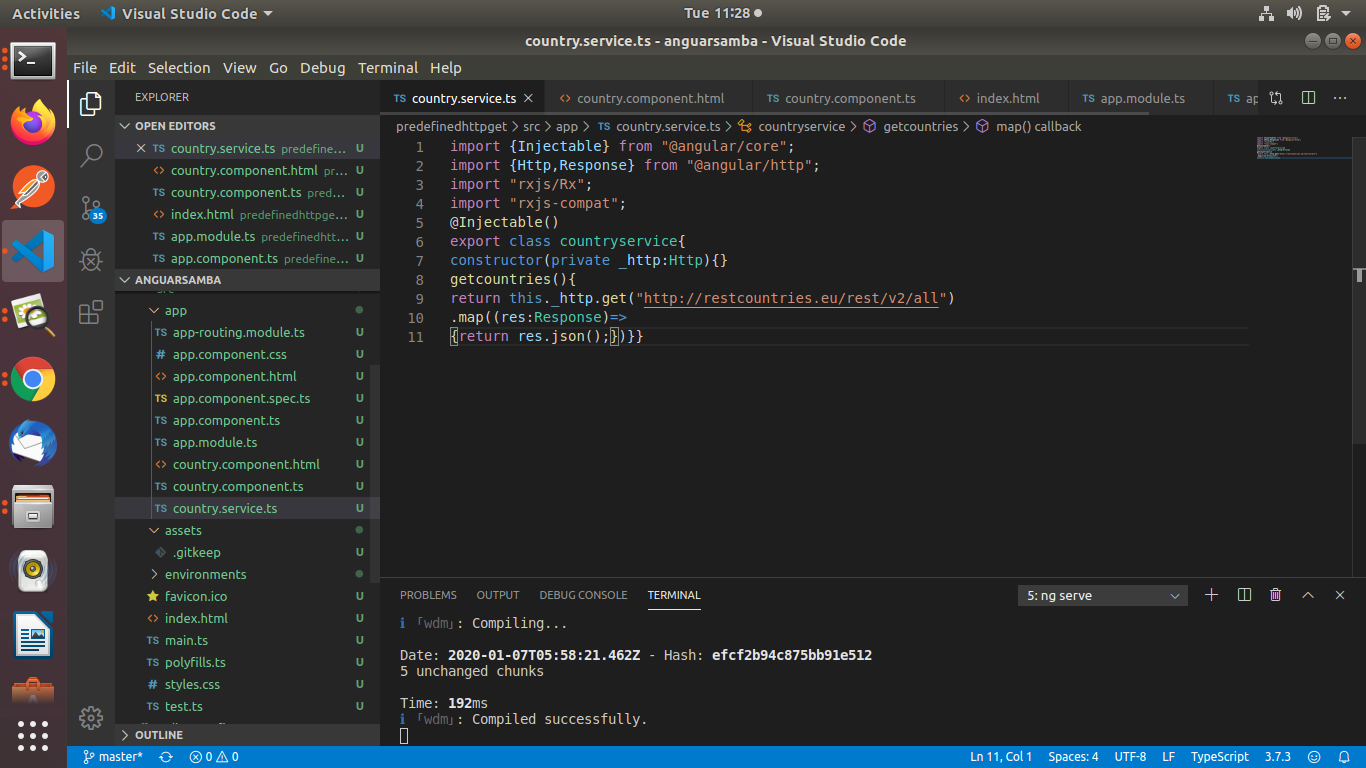 Activities
Visual Studio Code
Tue 11:28
country.service.ts - anguarsamba - Visual Studio Code
File Edit Selection View Go Debug Terminal Help
EXPLORER
OPEN EDITORS
TS country.service.ts predefine... U
<> country.component.html pr... U
TS country.component.ts pred... U
<> index.html predefinedhttpge... U
TS app.module.ts predefinedhtt... U
TS app.component.ts predefine... U
ANGUARSAMBA
app
TS app-routing.module.ts U
# app.component.css U
<> app.component.html U
TS app.component.spec.ts U
TS app.component.ts U
TS app.module.ts U
<> country.component.html U
TS country.component.ts U
TS country.service.ts U
assets
.gitkeep U
environments
favicon.ico U
<> index.html U
TS main.ts U
TS polyfills.ts U
# styles.css U
TS test.ts U
OUTLINE
35
TS country.service.ts
<> country.component.html
TS country.component.ts
<> index.html
TS app.module.ts
TS ap
predefinedhttpget > src > app > TS country.service.ts > countryservice > getcountries > map() callback
1 import {Injectable} from "@angular/core";
2 import {Http,Response} from "@angular/http";
3 import "rxjs/Rx";
4 import "rxjs-compat";
5 @Injectable()
6 export class countryservice{
7 constructor(private _http:Http){}
8 getcountries(){
9 return this._http.get("http://restcountries.eu/rest/v2/all")
10 .map((res:Response)=>
11 {return res.json();})}}
PROBLEMS OUTPUT DEBUG CONSOLE TERMINAL
5: ng serve
ℹ ｢wdm｣: Compiling...
Date: 2020-01-07T05:58:21.462Z - Hash: efcf2b94c875bb91e512
5 unchanged chunks
Time: 192ms
ℹ ｢wdm｣: Compiled successfully.
master* 0 0
Ln 11, Col 1 Spaces: 4 UTF-8 LF TypeScript 3.7.3